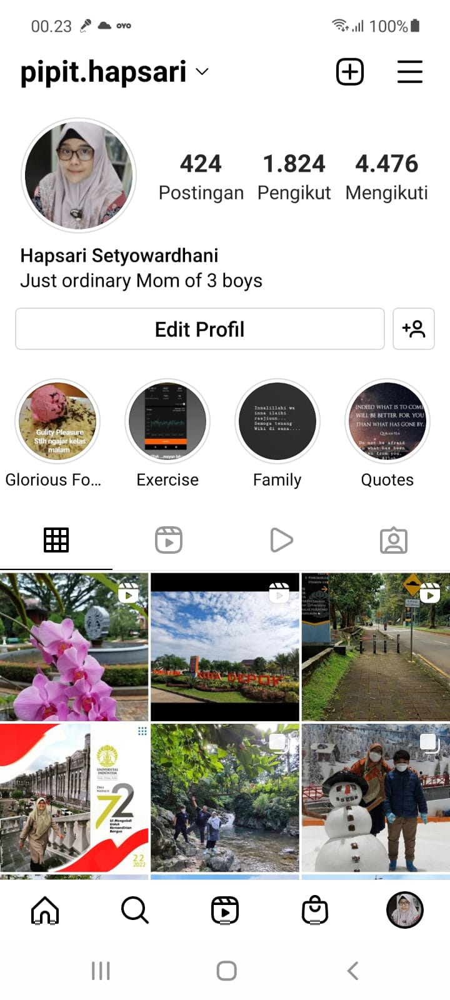 00.23 OVO 100%
pipit.hapsari
424 1.824 4.476
Postingan Pengikut Mengikuti
Hapsari Setyowardhani
Just ordinary Mom of 3 boys
Edit Profil
Gulity Pleasure
Stlh ngajar kelas
malam
Innalillahi wa
inna ilaihi
raajiuun...
Semoga tenang
Wiki di sana....
INDEED WHAT IS TO COME
WILL BE BETTER FOR YOU
THAN WHAT HAS GONE BY.
QURAN 93:4
Do not be afraid
what has been
from you.
Allah
Glorious Fo... Exercise Family Quotes
KOTA DEPOK
UNIVERSITAS
INDONESIA
DIES
NATALIS
72
UI Mengabdi
Untuk
Kemandirian
Bangsa
22
2022